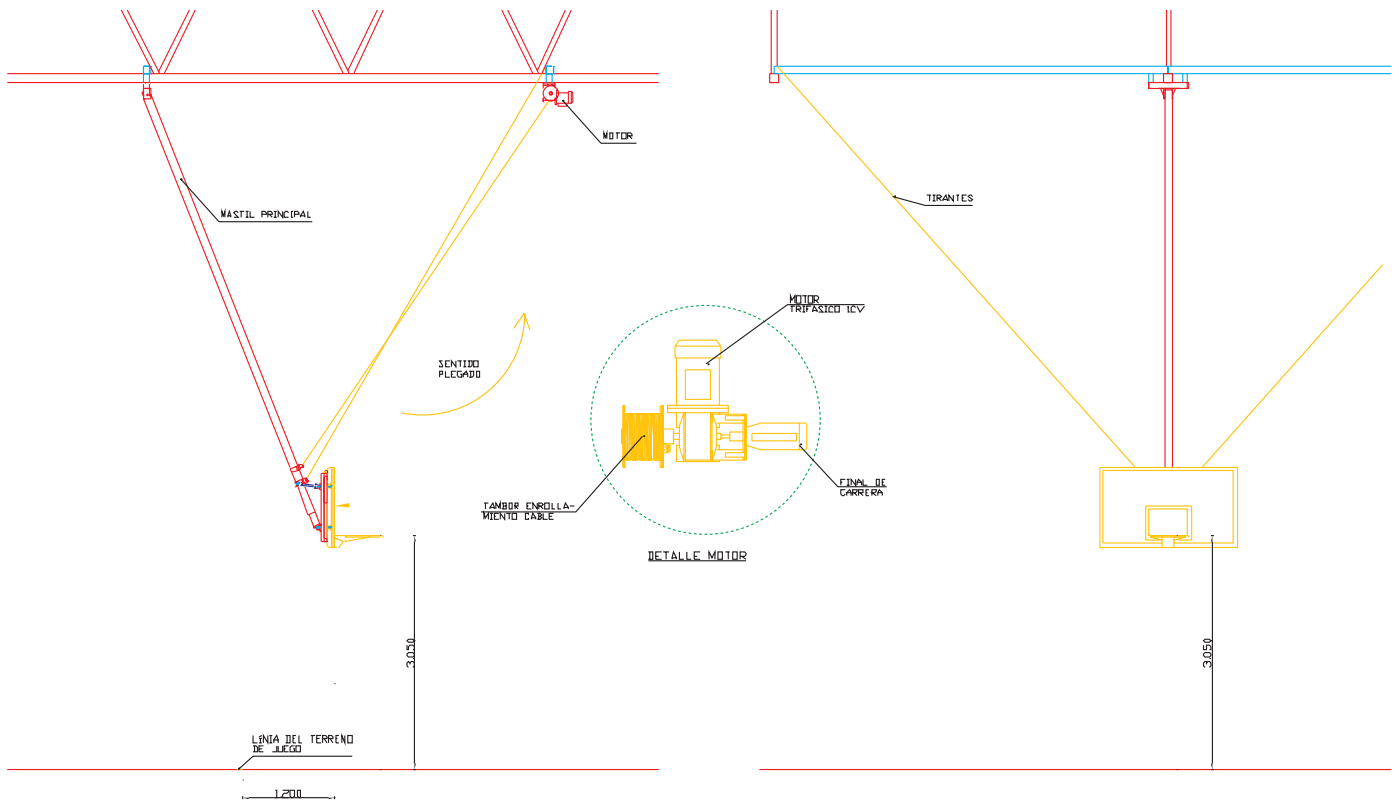 MOTOR
MASTIL PRINCIPAL
TIRANTES
MOTOR
TRIFASICO 1CV
SENTIDO
PLEGADO
FINAL DE
CARRERA
TAMBOR ENROLLA-
MIENTO CABLE
DETALLE MOTOR
3.050
3.050
LÍNIA DEL TERRENO
DE JUEGO
1.200